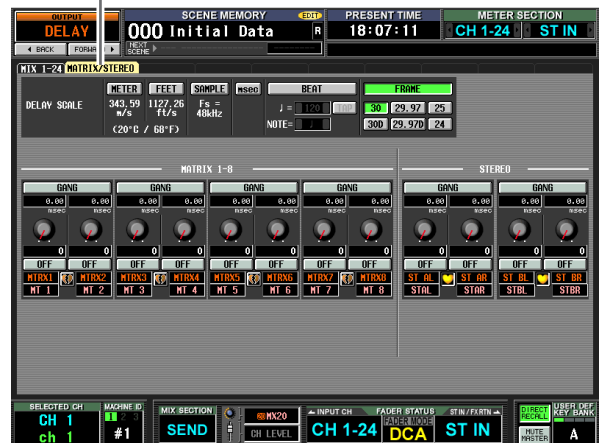 OUTPUT
DELAY
BACK FORWARD
SCENE MEMORY EDIT
000 Initial Data R
NEXT SCENE
PRESENT TIME
18:07:11
METER SECTION
CH 1-24 ST IN
MIX 1-24 MATRIX/STEREO
DELAY SCALE
METER FEET SAMPLE msec BEAT FRAME
343.59 m/s
1127.26 ft/s
Fs = 48kHz
(20°C / 68°F)
♩ = 120 TAP
NOTE= ♩
30 29.97 25
30D 29.97D 24
MATRIX 1-8 STEREO
GANG GANG GANG GANG GANG GANG
0.00 0.00 0.00 0.00 0.00 0.00 0.00 0.00 0.00 0.00 0.00 0.00
msec msec msec msec msec msec msec msec msec msec msec msec
0 0 0 0 0 0 0 0 0 0 0 0
OFF OFF OFF OFF OFF OFF OFF OFF OFF OFF OFF OFF
MTRX1 MTRX2 MTRX3 MTRX4 MTRX5 MTRX6 MTRX7 MTRX8 ST AL ST AR ST BL ST BR
MT 1 MT 2 MT 3 MT 4 MT 5 MT 6 MT 7 MT 8 STAL STAR STBL STBR
SELECTED CH
CH 1
ch 1
MACHINE ID
1 2 3
#1
MIX SECTION
SEND
MX20
CH LEVEL
INPUT CH FADER STATUS ST IN / FXRTN
CH 1-24
FADER MODE
DCA
ST IN
DIRECT RECALL
MUTE MASTER
USER DEF KEY BANK
A